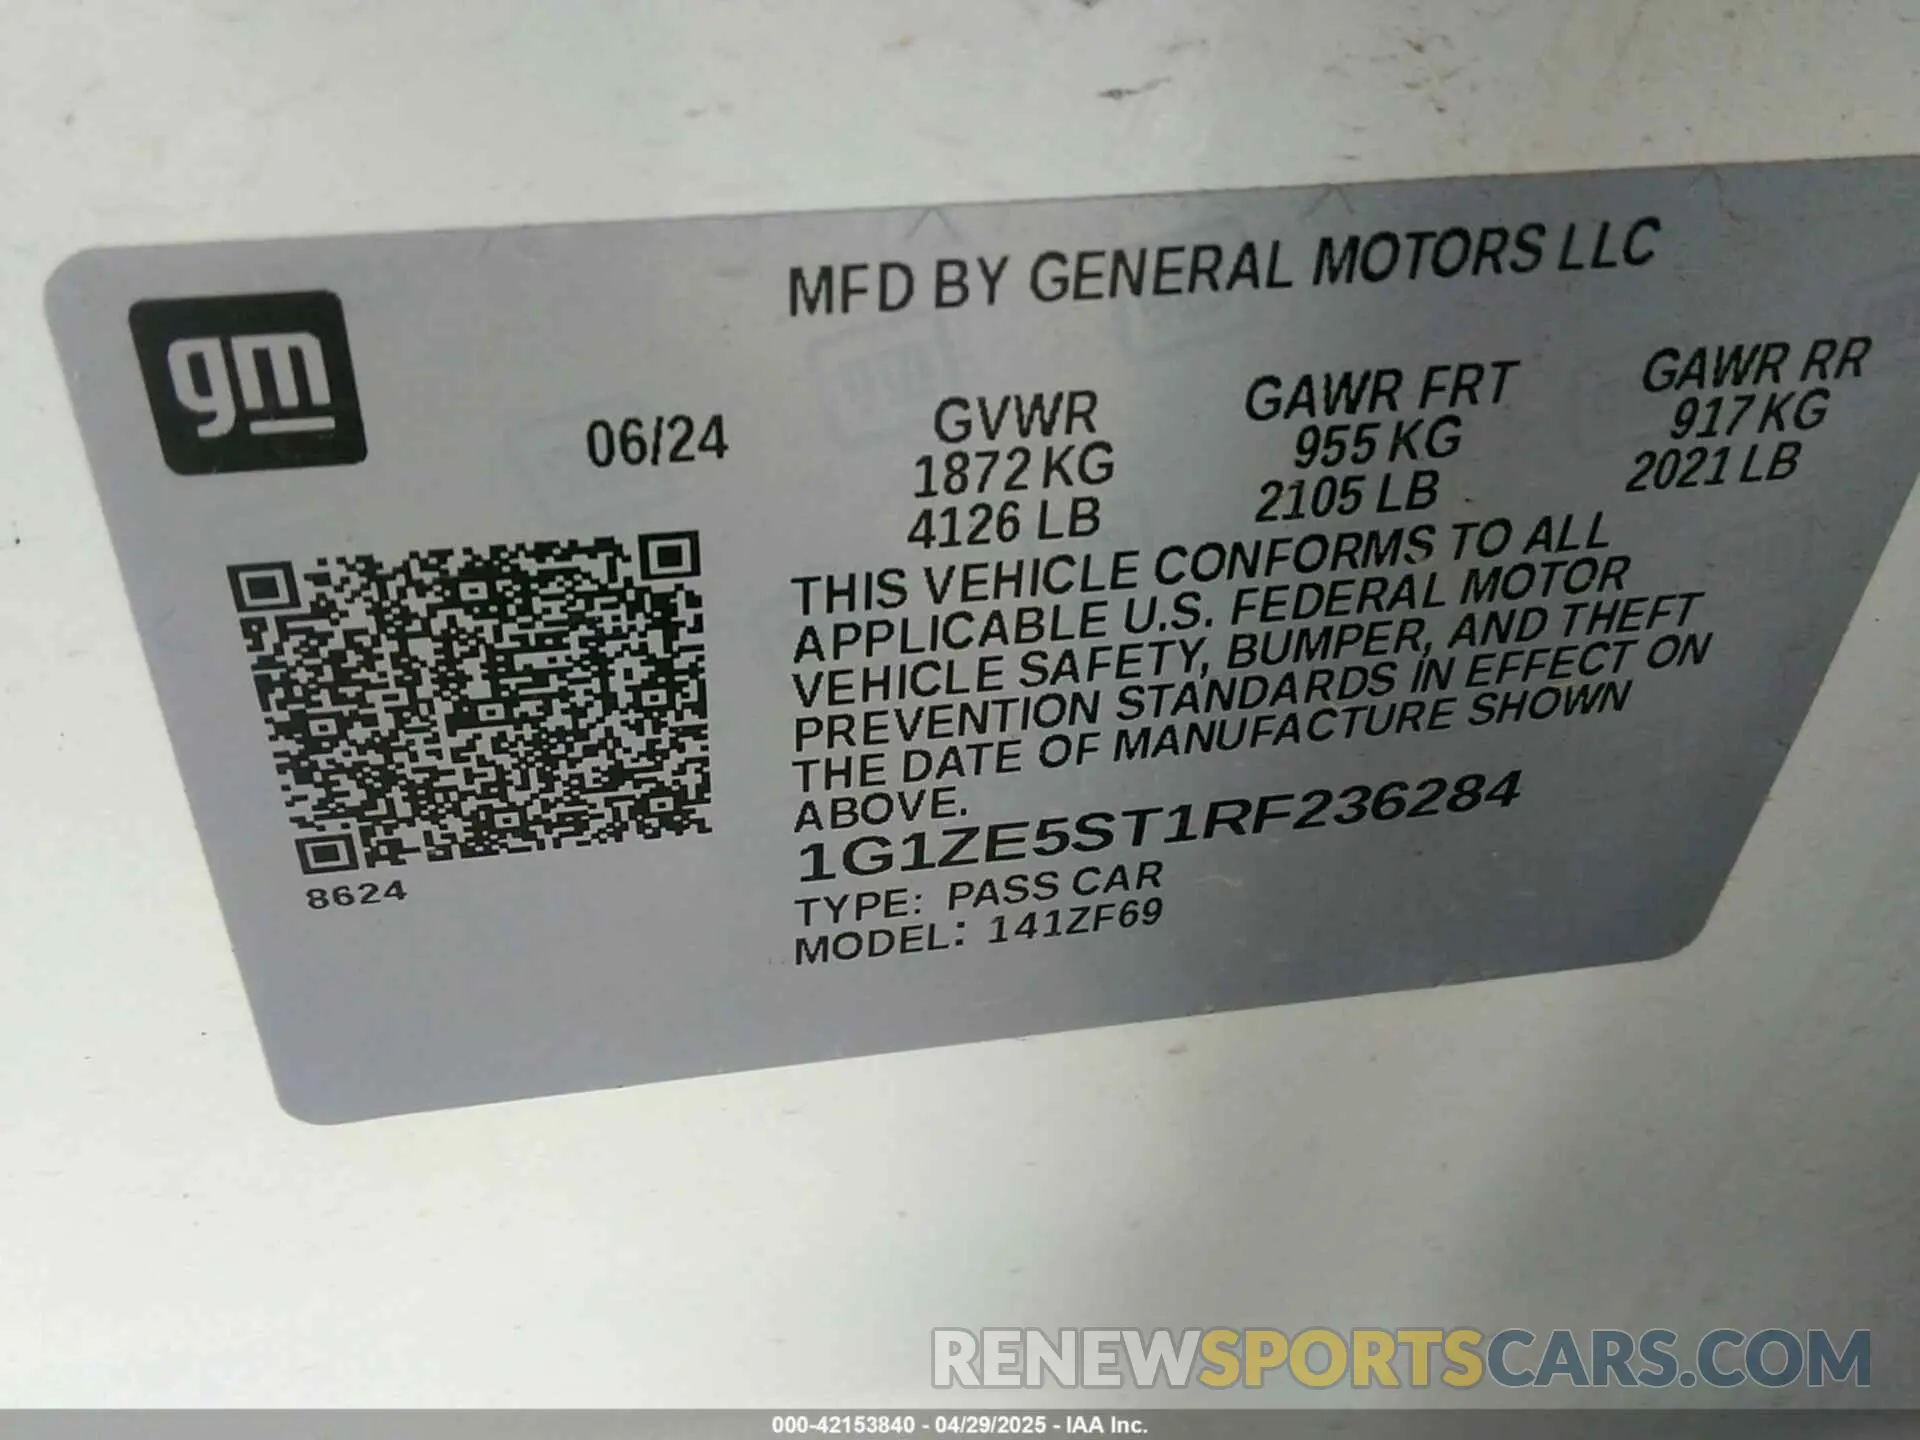 MFD BY GENERAL MOTORS LLC
gm
06/24
GVWR
1872 KG
4126 LB
GAWR FRT
955 KG
2105 LB
GAWR RR
917 KG
2021 LB
THIS VEHICLE CONFORMS TO ALL
APPLICABLE U.S. FEDERAL MOTOR
VEHICLE SAFETY, BUMPER, AND THEFT
PREVENTION STANDARDS IN EFFECT ON
THE DATE OF MANUFACTURE SHOWN
ABOVE.
1G1ZE5ST1RF236284
TYPE: PASS CAR
MODEL: 141ZF69
8624
RENEWSPORTSCARS.COM
000-42153840 - 04/29/2025 - IAA Inc.